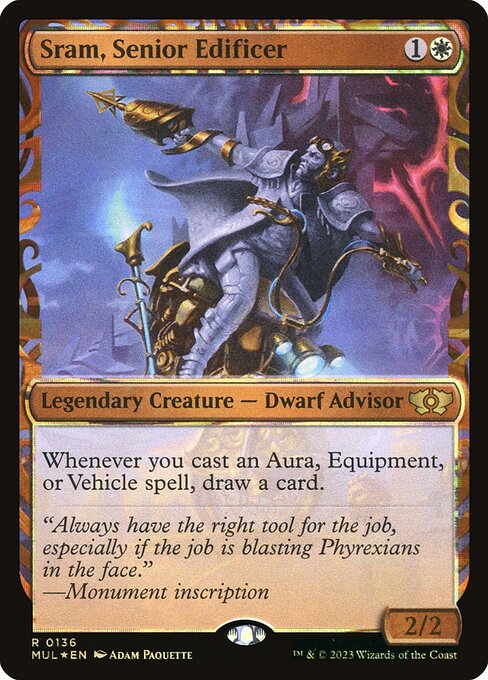 Sram, Senior Edificer 1
Legendary Creature — Dwarf Advisor
Whenever you cast an Aura, Equipment,
or Vehicle spell, draw a card.
“Always have the right tool for the job,
especially if the job is blasting Phyrexians
in the face.”
—Monument inscription
2/2
R 0136
MUL★EN Adam Paquette
™ & © 2023 Wizards of the Coast